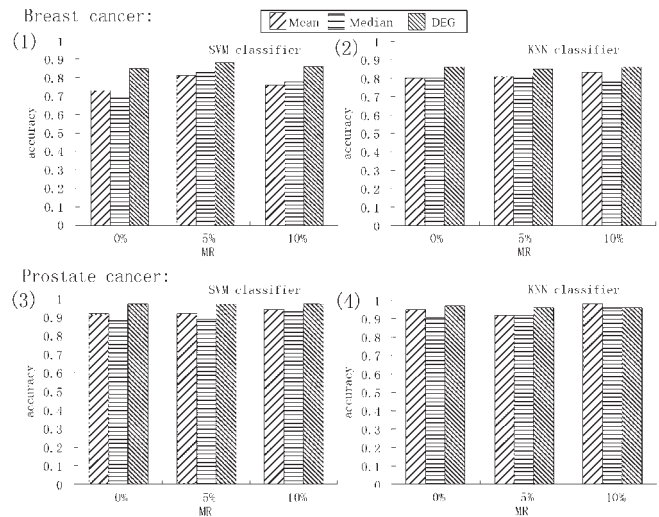 Breast cancer:
Mean Median DEG
(1)
SVM classifier
1
0.9
0.8
0.7
0.6
0.5
0.4
0.3
0.2
0.1
0
accuracy
0% 5% 10%
MR
(2)
KNN classifier
1
0.9
0.8
0.7
0.6
0.5
0.4
0.3
0.2
0.1
0
accuracy
0% 5% 10%
MR
Prostate cancer:
(3)
SVM classifier
1
0.9
0.8
0.7
0.6
0.5
0.4
0.3
0.2
0.1
0
accuracy
0% 5% 10%
MR
(4)
KNN classifier
1
0.9
0.8
0.7
0.6
0.5
0.4
0.3
0.2
0.1
0
accuracy
0% 5% 10%
MR